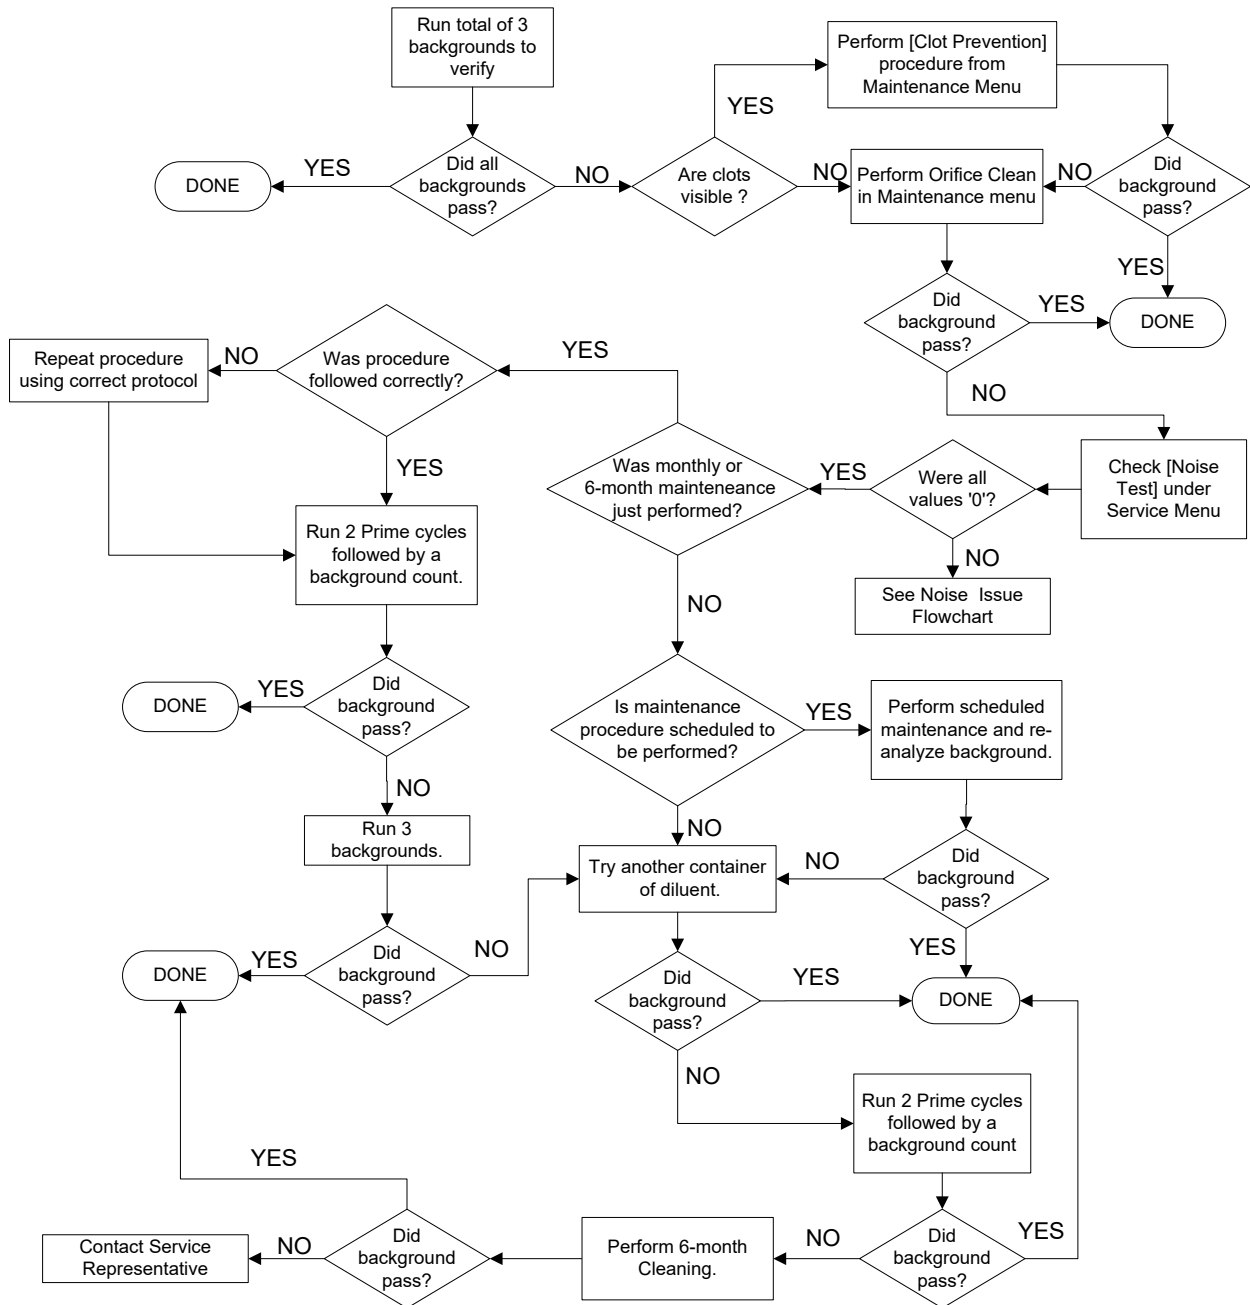 Run total of 3
backgrounds to
verify
Perform [Clot Prevention]
procedure from
Maintenance Menu
YES
DONE
YES
Did all
backgrounds
pass?
NO
Are clots
visible ?
NO
Perform Orifice Clean
in Maintenance menu
NO
Did
background
pass?
YES
Did
background
pass?
YES
DONE
NO
Repeat procedure
using correct protocol
NO
Was procedure
followed correctly?
YES
YES
Was monthly or
6-month mainteneance
just performed?
YES
Were all
values '0'?
Check [Noise
Test] under
Service Menu
Run 2 Prime cycles
followed by a
background count.
NO
See Noise Issue
Flowchart
NO
DONE
YES
Did
background
pass?
Is maintenance
procedure scheduled to
be performed?
YES
Perform scheduled
maintenance and re-
analyze background.
NO
NO
Run 3
backgrounds.
Try another container
of diluent.
NO
Did
background
pass?
DONE
YES
Did
background
pass?
NO
YES
Did
background
pass?
YES
DONE
NO
Run 2 Prime cycles
followed by a
background count
YES
Contact Service
Representative
NO
Did
background
pass?
Perform 6-month
Cleaning.
NO
Did
background
pass?
YES